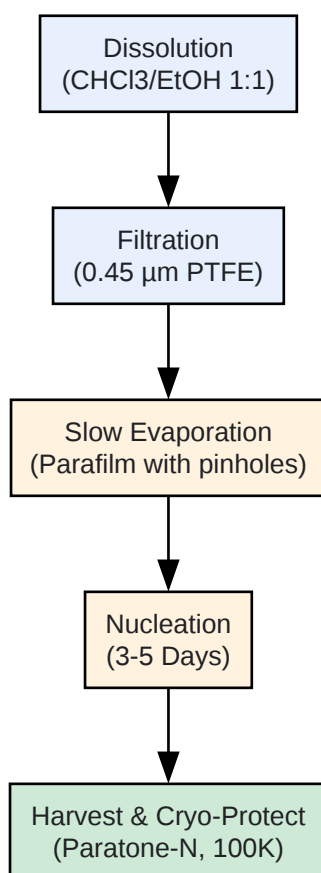 Dissolution
(CHCl3/EtOH 1:1)
Filtration
(0.45 µm PTFE)
Slow Evaporation
(Parafilm with pinholes)
Nucleation
(3-5 Days)
Harvest & Cryo-Protect
(Paratone-N, 100K)